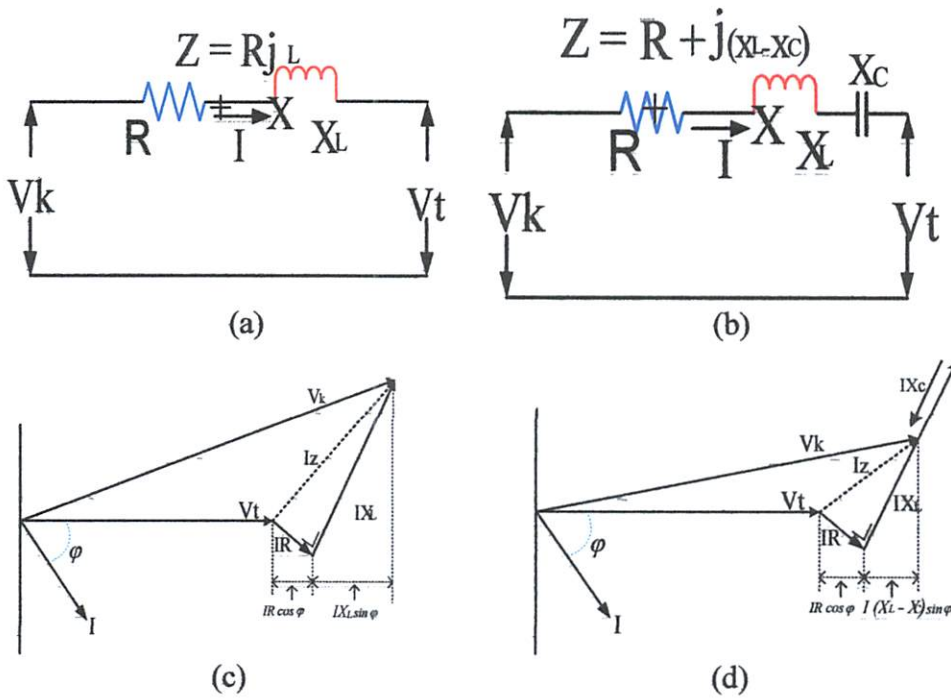 Z = Rj L
R
±
I
X
XL
Vk
Vt
(a)
Z = R + j(XL-XC)
XC
R
+
I
X
XL
Vk
Vt
(b)
Vk
Iz
Vt
IXL
IR
φ
I
IR cos φ
IXL sin φ
(c)
IXc
Vk
Iz
Vt
IXL
IR
φ
I
IR cos φ
I (XL – X )sin φ
(d)